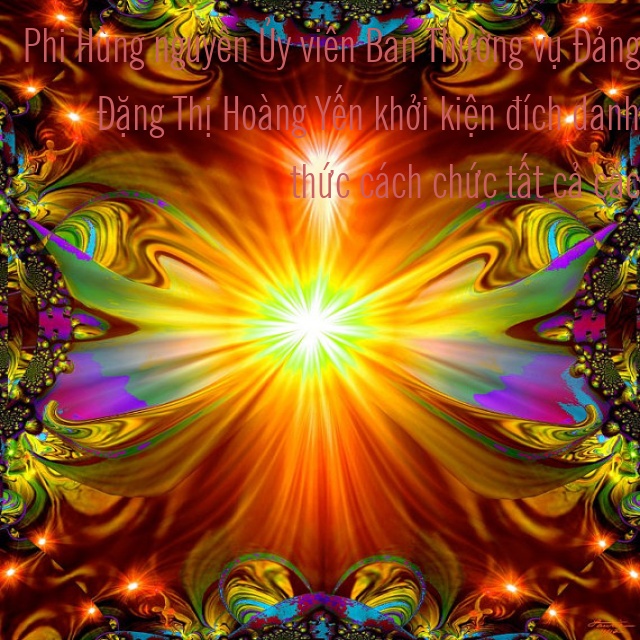 Phi Hùng nguyên Ủy viên Ban Thường vụ Đảng
Đặng Thị Hoàng Yến khởi kiện đích danh
thức cách chức tất cả các